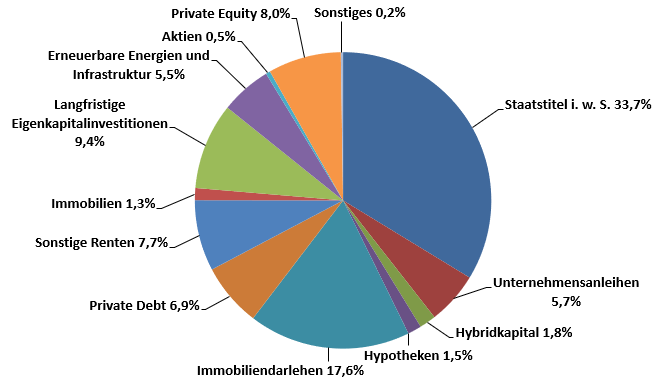 Sonstiges 0,2%
Private Equity 8,0%
Aktien 0,5%
Erneuerbare Energien und
Infrastruktur 5,5%
Langfristige
Eigenkapitalinvestitionen
9,4%
Immobilien 1,3%
Sonstige Renten 7,7%
Private Debt 6,9%
Immobiliendarlehen 17,6%
Hypotheken 1,5%
Hybridkapital 1,8%
Unternehmensanleihen
5,7%
Staatstitel i. w. S. 33,7%